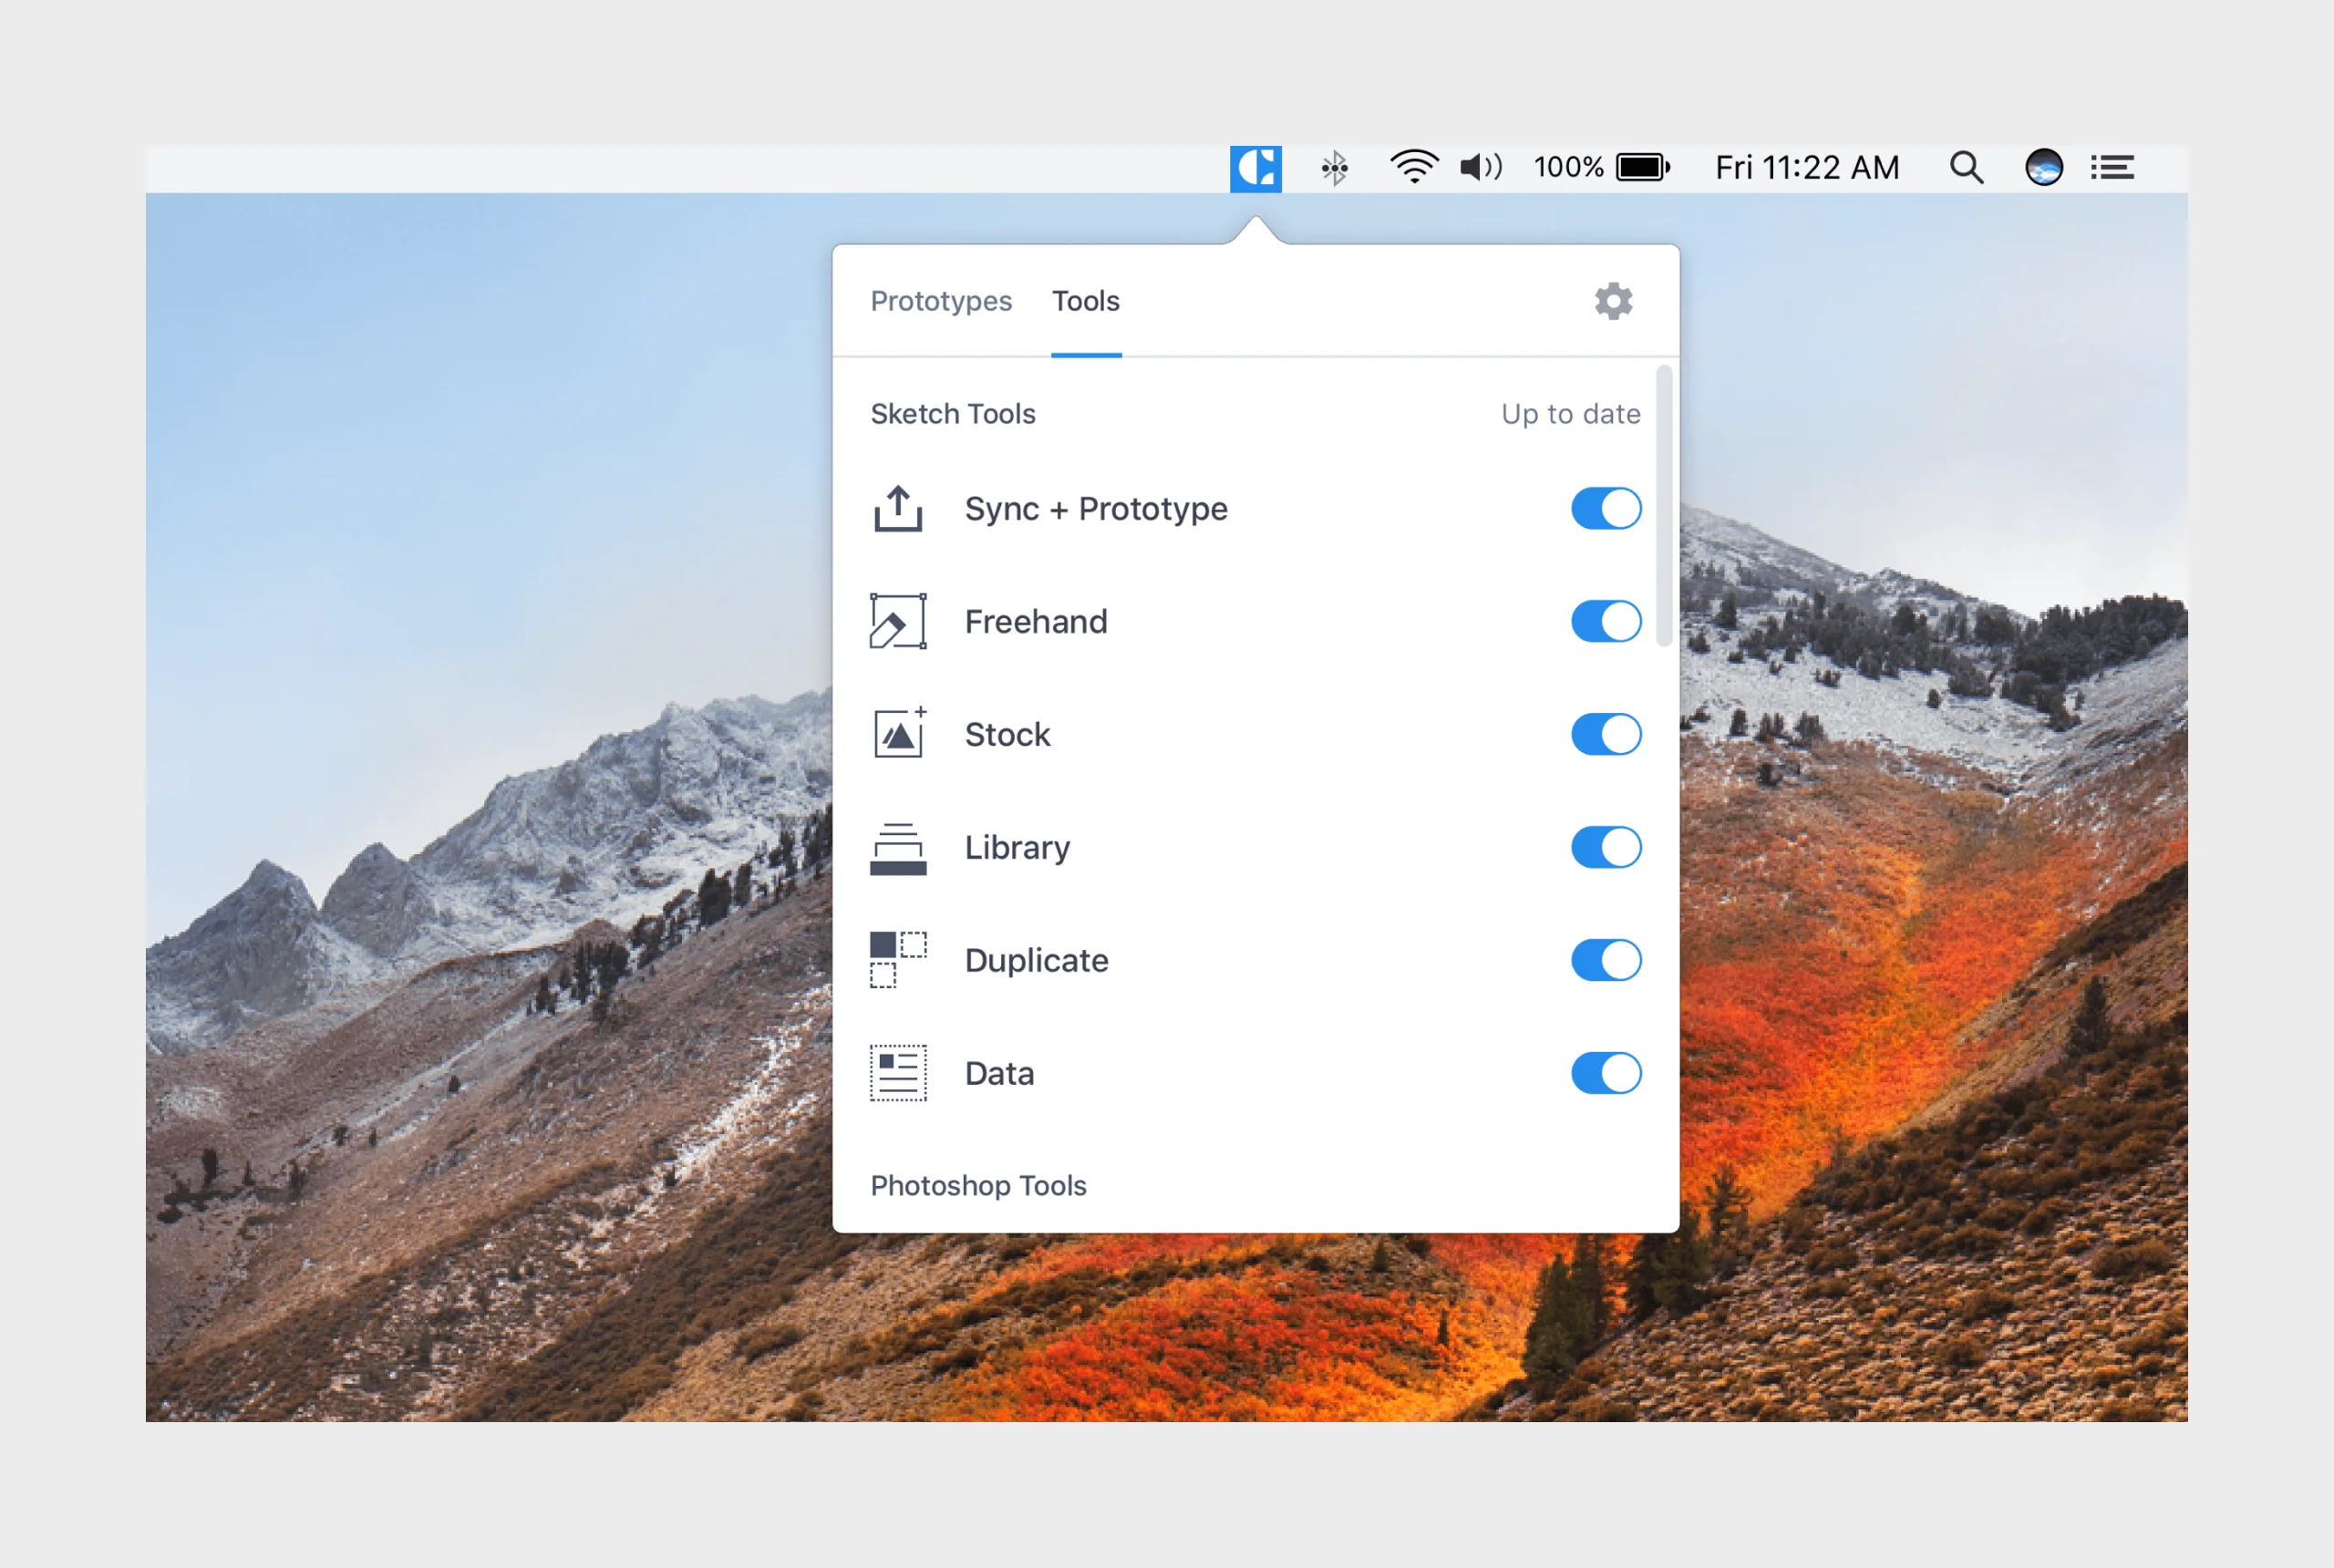 100% Fri 11:22 AM
Prototypes Tools
Sketch Tools Up to date
Sync + Prototype
Freehand
Stock
Library
Duplicate
Data
Photoshop Tools